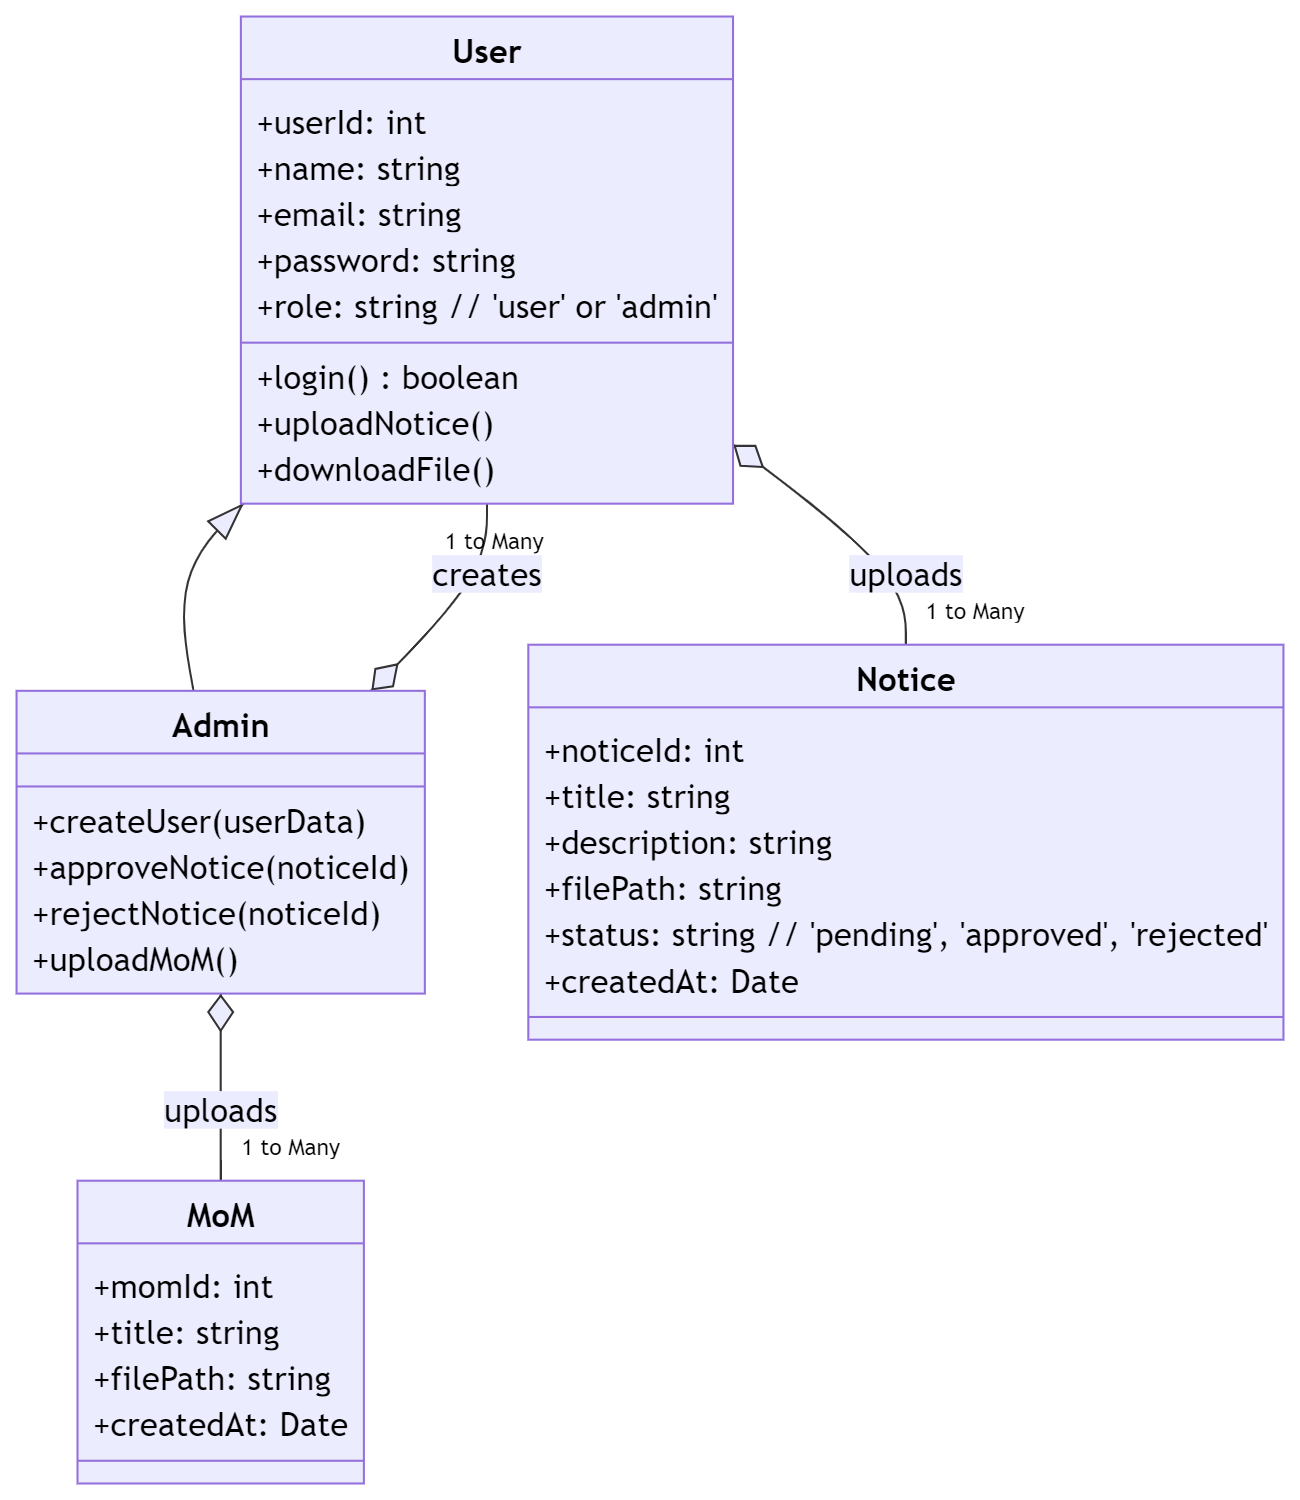 User
+userId: int
+name: string
+email: string
+password: string
+role: string // 'user' or 'admin'
+login() : boolean
+uploadNotice()
+downloadFile()
1 to Many
creates
uploads
1 to Many
Admin
+createUser(userData)
+approveNotice(noticeId)
+rejectNotice(noticeId)
+uploadMoM()
Notice
+noticeId: int
+title: string
+description: string
+filePath: string
+status: string // 'pending', 'approved', 'rejected'
+createdAt: Date
uploads
1 to Many
MoM
+momId: int
+title: string
+filePath: string
+createdAt: Date